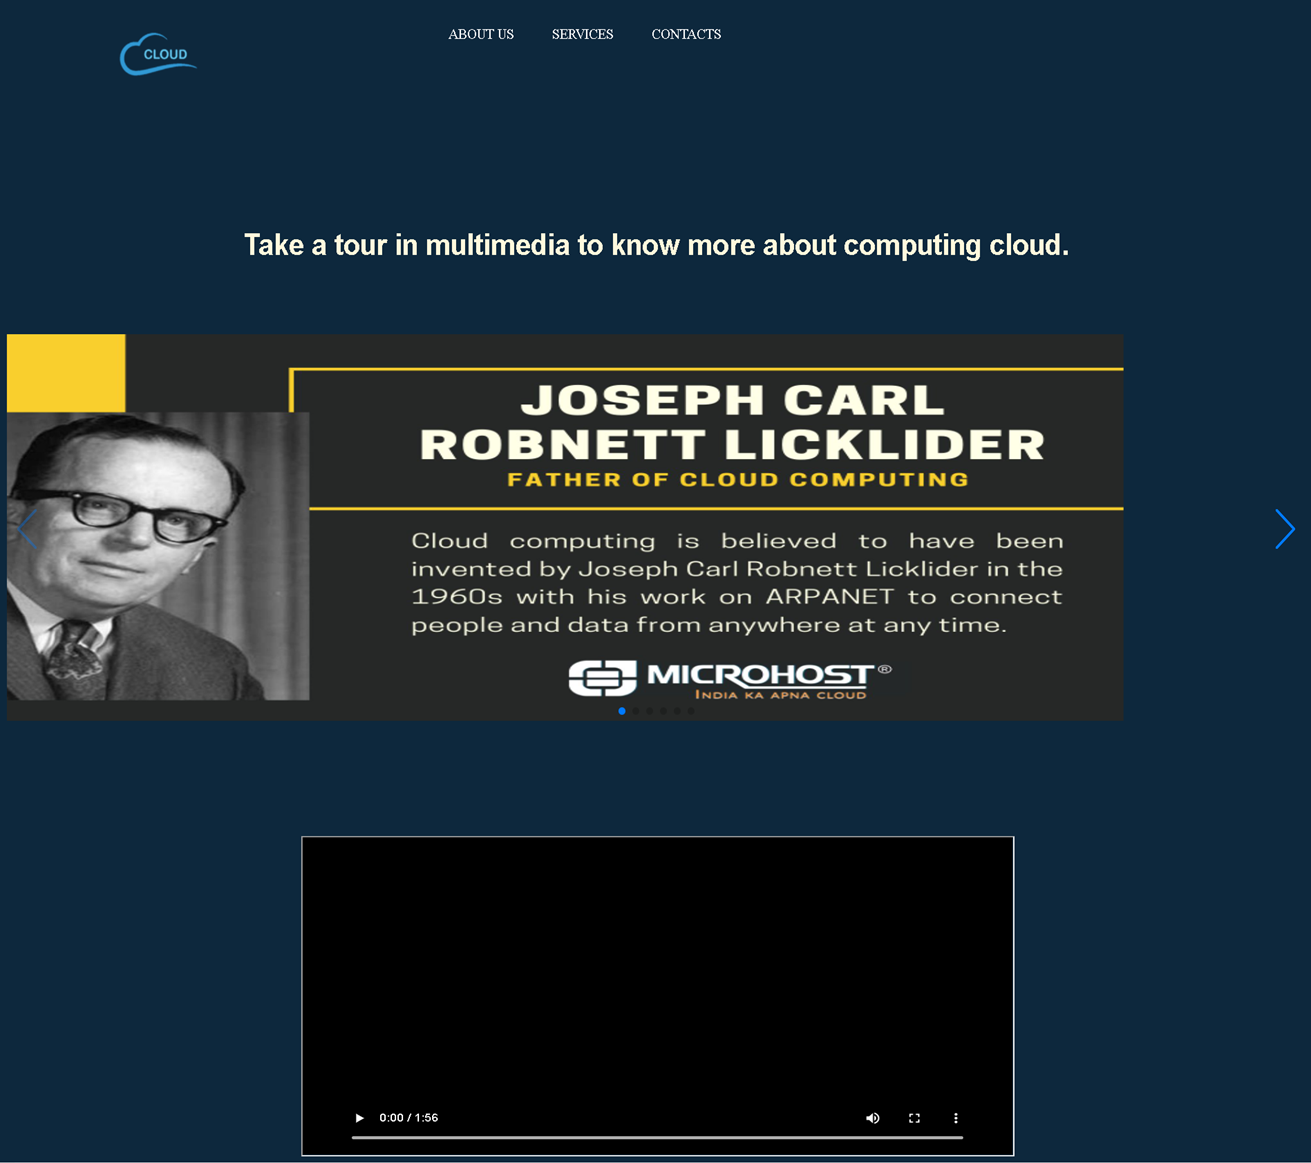 CLOUD
ABOUT US
SERVICES
CONTACTS
Take a tour in multimedia to know more about computing cloud.
JOSEPH CARL
ROBNETT LICKLIDER
FATHER OF CLOUD COMPUTING
Cloud computing is believed to have been
invented by Joseph Carl Robnett Licklider in the
1960s with his work on ARPANET to connect
people and data from anywhere at any time.
MICROHOST®
INDIA KA APNA CLOUD
0:00 / 1:56